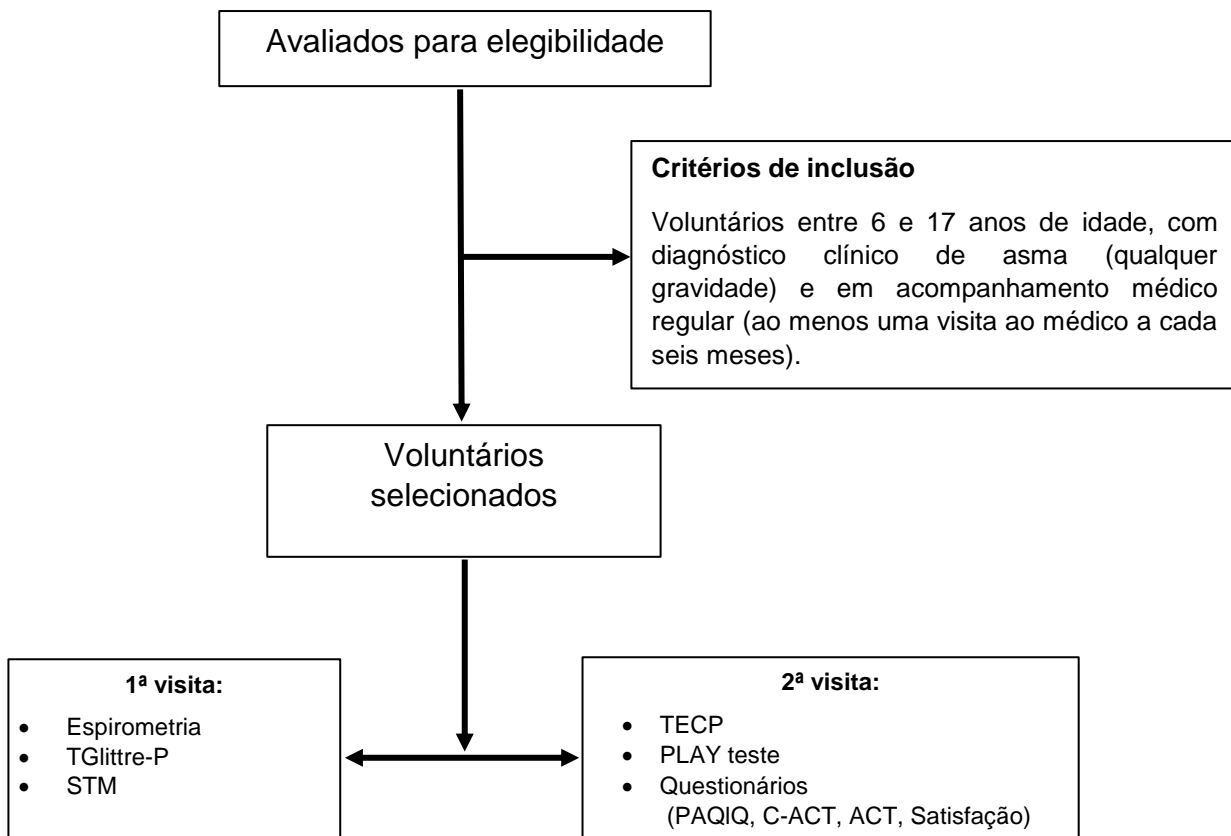 Avaliados para elegibilidade
Critérios de inclusão
Voluntários entre 6 e 17 anos de idade, com
diagnóstico clínico de asma (qualquer
gravidade) e em acompanhamento médico
regular (ao menos uma visita ao médico a cada
seis meses).
Voluntários
selecionados
1ª visita:
• Espirometria
• TGlittre-P
• STM
2ª visita:
• TECP
• PLAY teste
• Questionários
(PAQIQ, C-ACT, ACT, Satisfação)